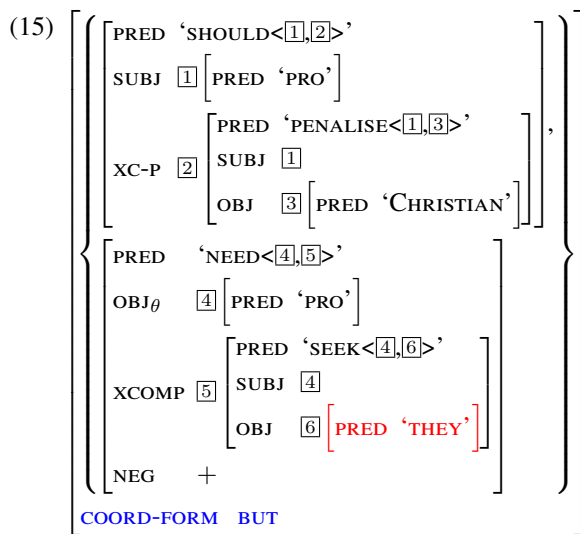 (15)
PRED ‘SHOULD<1,2>’
SUBJ 1 [PRED ‘PRO’]
PRED ‘PENALISE<1,3>’
XC-P 2 SUBJ 1
OBJ 3 [PRED ‘CHRISTIAN’] ,
PRED ‘NEED<4,5>’
OBJθ 4 [PRED ‘PRO’]
PRED ‘SEEK<4,6>’
XCOMP 5 SUBJ 4
OBJ 6 [PRED ‘THEY’]
NEG +
COORD-FORM BUT